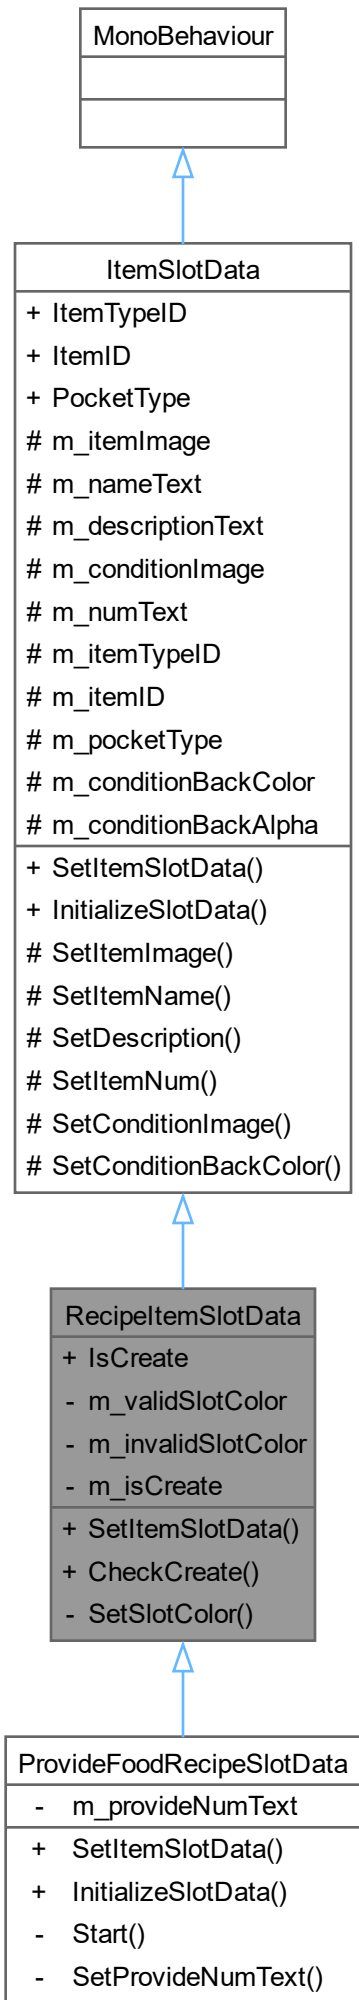 MonoBehaviour
ItemSlotData
+ ItemTypeID
+ ItemID
+ PocketType
# m_itemImage
# m_nameText
# m_descriptionText
# m_conditionImage
# m_numText
# m_itemTypeID
# m_itemID
# m_pocketType
# m_conditionBackColor
# m_conditionBackAlpha
+ SetItemSlotData()
+ InitializeSlotData()
# SetItemImage()
# SetItemName()
# SetDescription()
# SetItemNum()
# SetConditionImage()
# SetConditionBackColor()
RecipeItemSlotData
+ IsCreate
- m_validSlotColor
- m_invalidSlotColor
- m_isCreate
+ SetItemSlotData()
+ CheckCreate()
- SetSlotColor()
ProvideFoodRecipeSlotData
- m_provideNumText
+ SetItemSlotData()
+ InitializeSlotData()
- Start()
- SetProvideNumText()